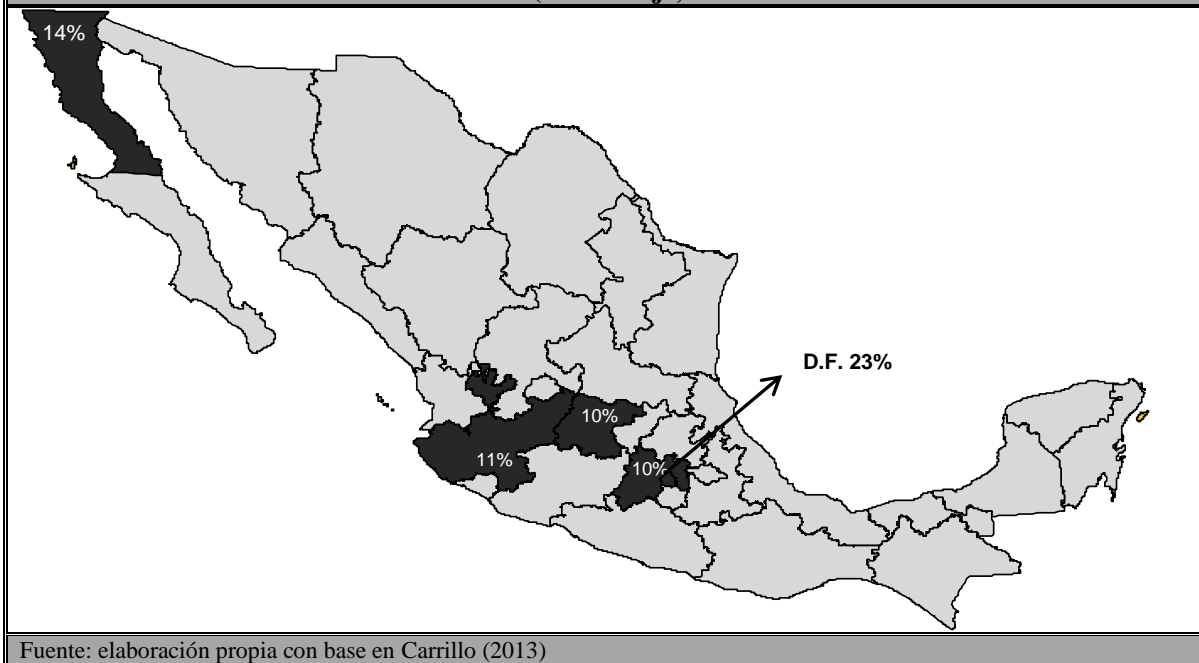 14%
D.F. 23%
10%
11%
10%
Fuente: elaboración propia con base en Carrillo (2013)